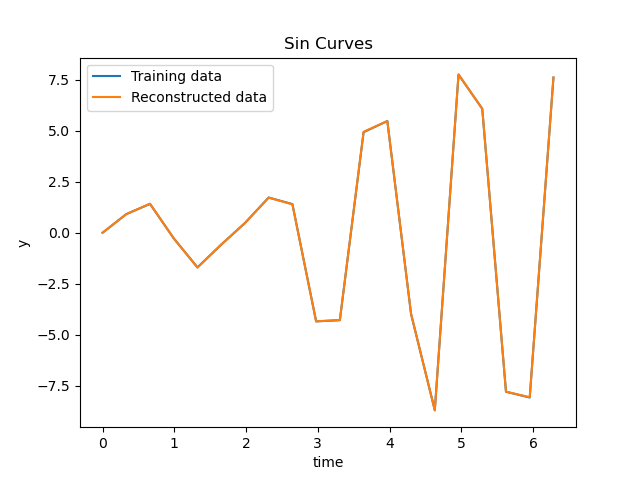 Sin Curves
Training data
Reconstructed data
7.5
5.0
2.5
0.0
−2.5
−5.0
−7.5
y
0 1 2 3 4 5 6
time